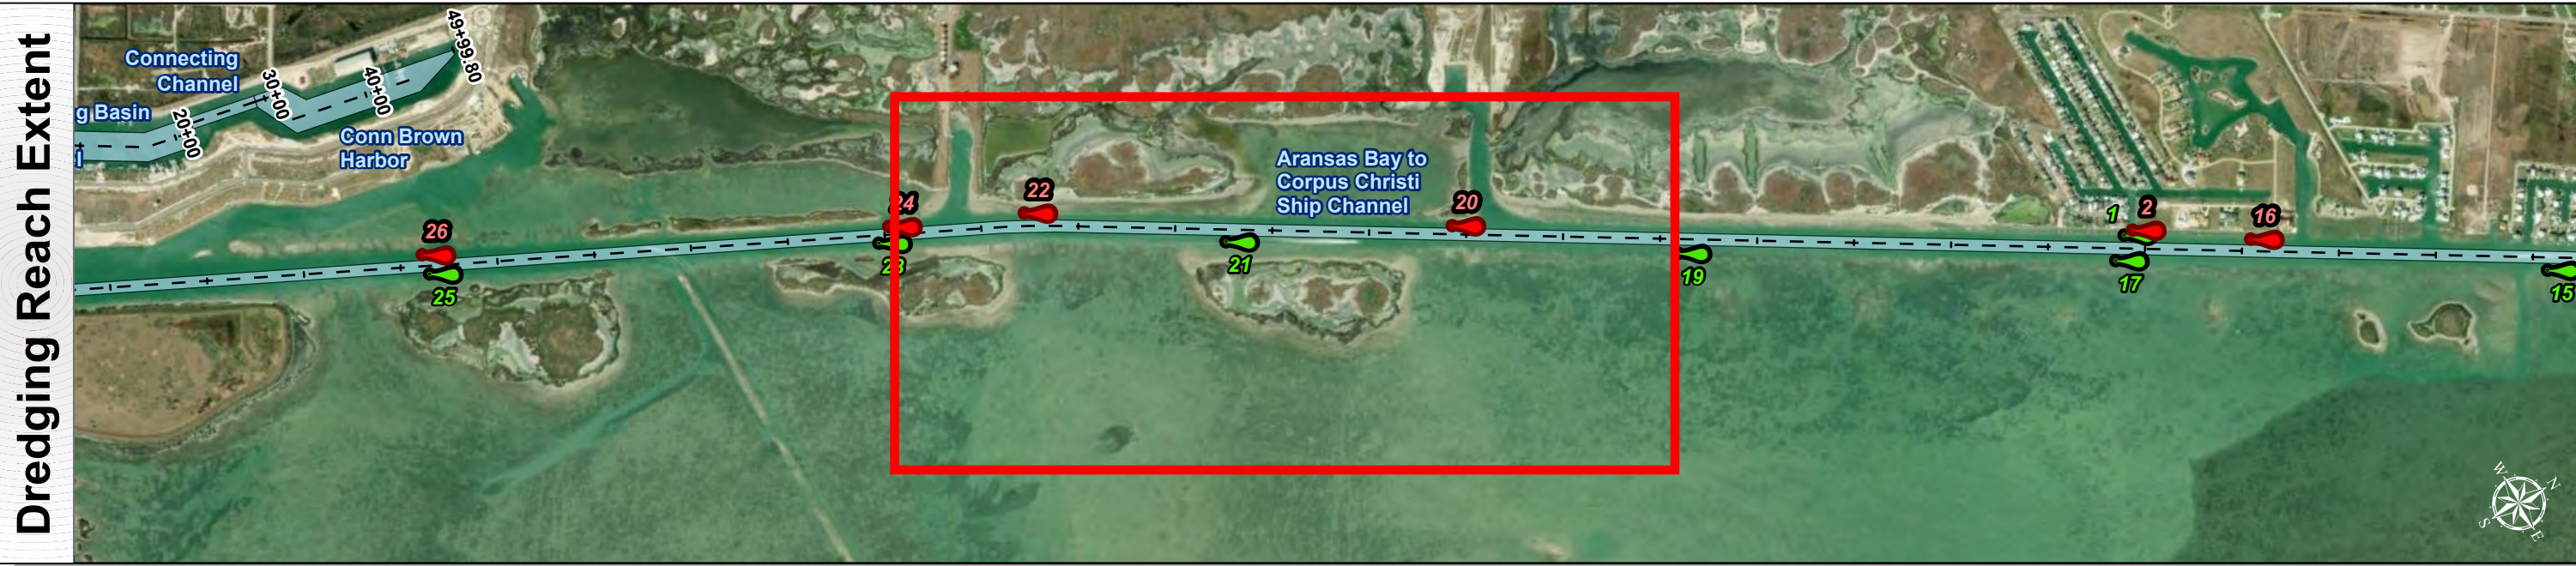 Dredging Reach Extent
Connecting
Channel
g Basin
l
20+00
30+00
40+00
49+99.80
Conn Brown
Harbor
26
25
24
23
22
21
Aransas Bay to
Corpus Christi
Ship Channel
20
19
1
2
17
16
15
W
N
S
E